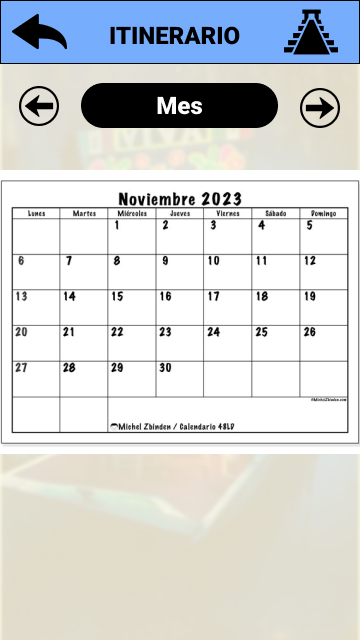 ITINERARIO
Mes
Noviembre 2023
Lunes Martes Miércoles Jueves Viernes Sábado Domingo
1 2 3 4 5
6 7 8 9 10 11 12
13 14 15 16 17 18 19
20 21 22 23 24 25 26
27 28 29 30
©MichelZbinden.com
Michel Zbinden / Calendario 48LD